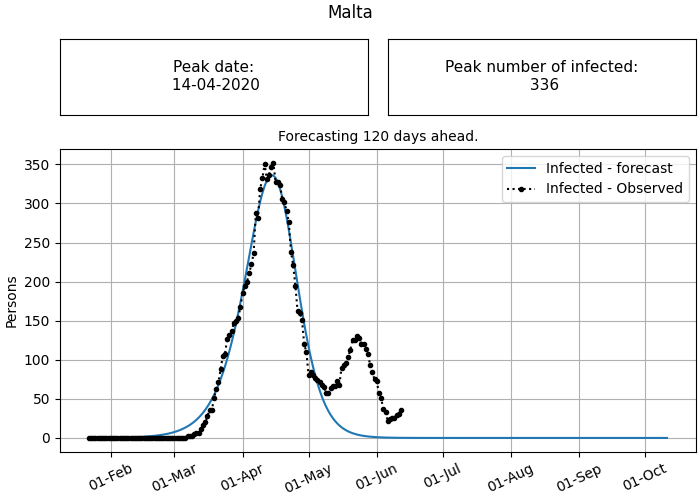 Malta
Peak date:
14-04-2020
Peak number of infected:
336
Forecasting 120 days ahead.
Infected - forecast
Infected - Observed
Persons
350
300
250
200
150
100
50
0
01-Feb
01-Mar
01-Apr
01-May
01-Jun
01-Jul
01-Aug
01-Sep
01-Oct